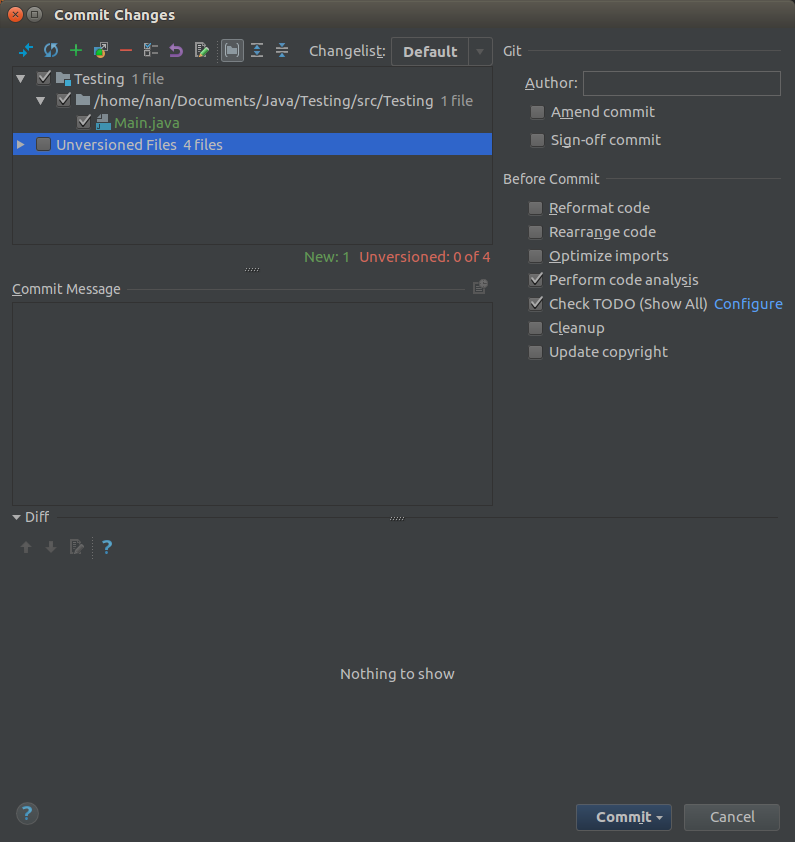 Commit Changes
Changelist: Default
Testing 1 file
/home/nan/Documents/Java/Testing/src/Testing 1 file
Main.java
Unversioned Files 4 files
New: 1 Unversioned: 0 of 4
Commit Message
Git
Author:
Amend commit
Sign-off commit
Before Commit
Reformat code
Rearrange code
Optimize imports
Perform code analysis
Check TODO (Show All) Configure
Cleanup
Update copyright
Diff
?
Nothing to show
?
Commit
Cancel